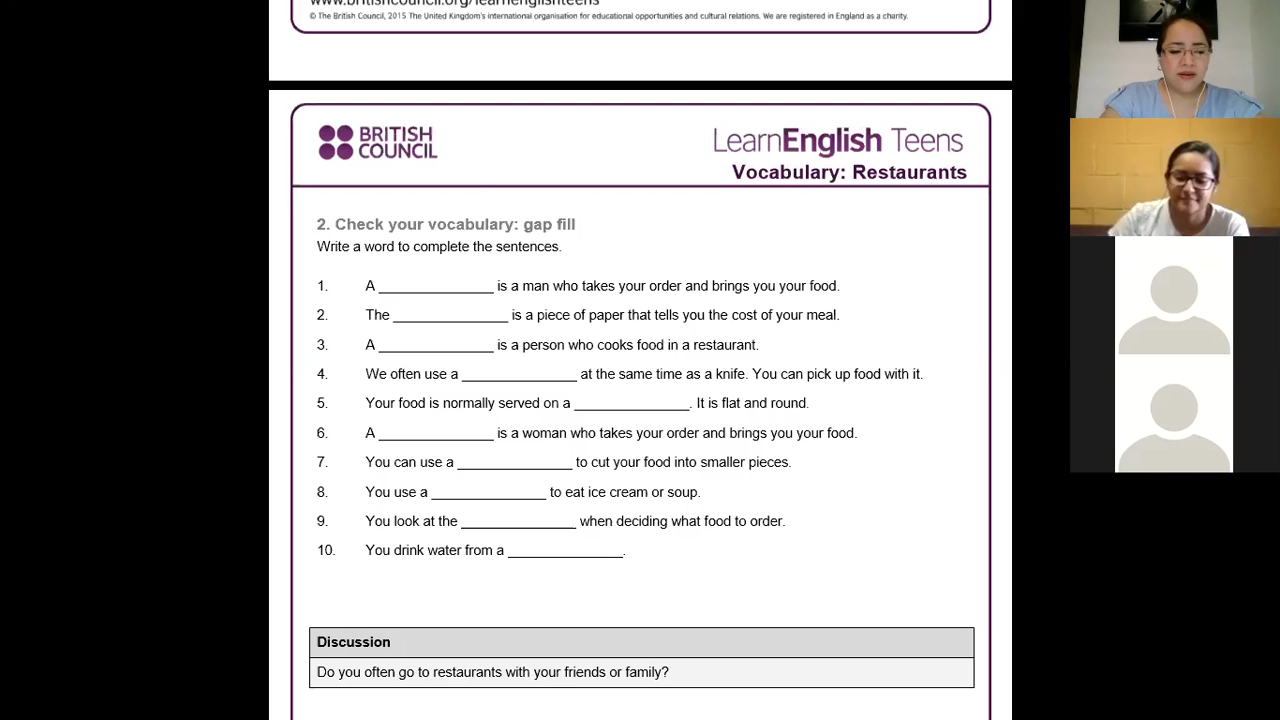 www.britishcouncil.org/learnenglishteens
© The British Council, 2015 The United Kingdom's international organisation for educational opportunities and cultural relations. We are registered in England as a charity.
BRITISH
COUNCIL
LearnEnglish Teens
Vocabulary: Restaurants
2. Check your vocabulary: gap fill
Write a word to complete the sentences.
1. A _______________ is a man who takes your order and brings you your food.
2. The _______________ is a piece of paper that tells you the cost of your meal.
3. A _______________ is a person who cooks food in a restaurant.
4. We often use a _______________ at the same time as a knife. You can pick up food with it.
5. Your food is normally served on a _______________. It is flat and round.
6. A _______________ is a woman who takes your order and brings you your food.
7. You can use a _______________ to cut your food into smaller pieces.
8. You use a _______________ to eat ice cream or soup.
9. You look at the _______________ when deciding what food to order.
10. You drink water from a _______________.
Discussion
Do you often go to restaurants with your friends or family?